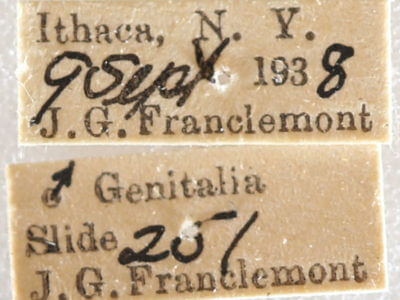 Ithaca, N. Y.
9 Sept 1938
J. G. Franclemont
♂ Genitalia
Slide 251
J. G. Franclemont